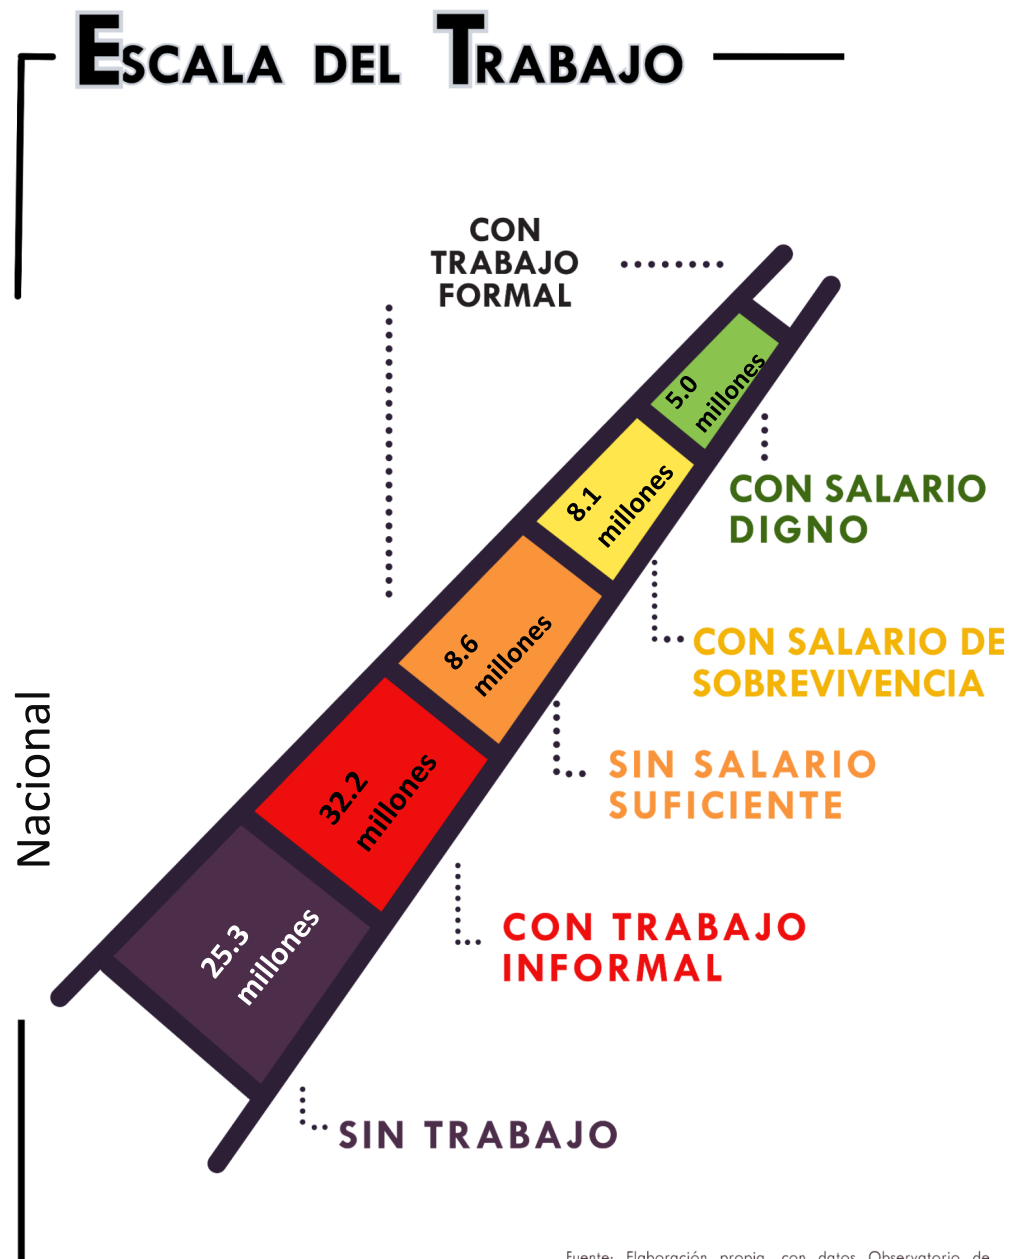 ESCALA DEL TRABAJO
CON
TRABAJO
FORMAL
5.0
millones
CON SALARIO
DIGNO
8.1
millones
CON SALARIO DE
SOBREVIVENCIA
8.6
millones
SIN SALARIO
SUFICIENTE
32.2
millones
CON TRABAJO
INFORMAL
25.3
millones
SIN TRABAJO
Nacional
Fuente: Elaboración propia, con datos Observatorio de